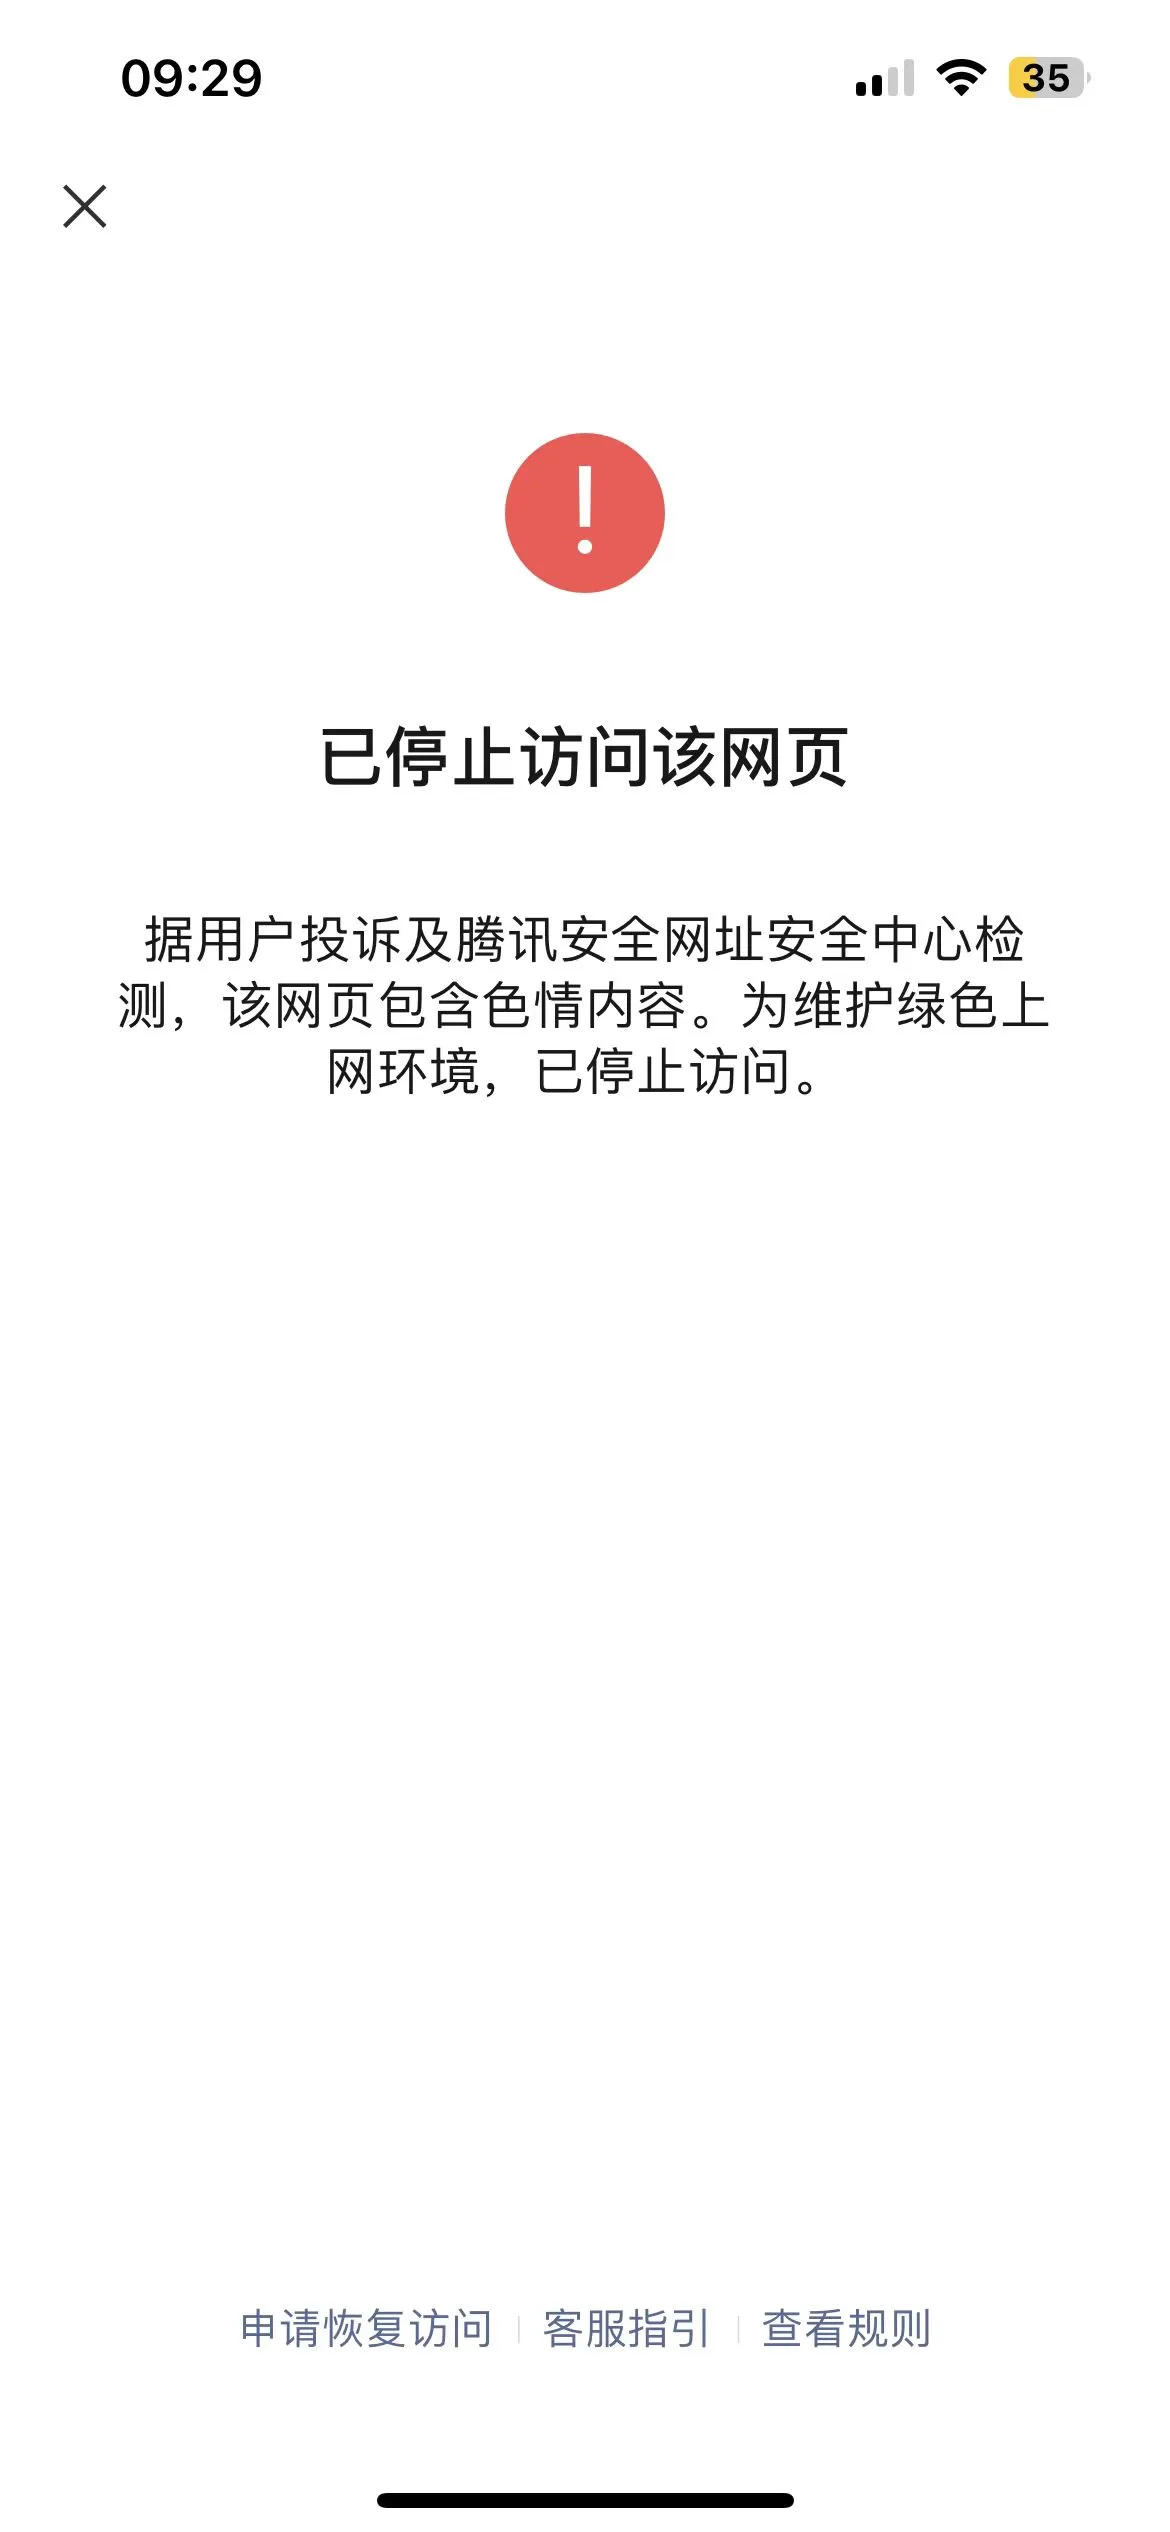 09:29
35
已停止访问该网页
据用户投诉及腾讯安全网址安全中心检
测，该网页包含色情内容。为维护绿色上
网环境，已停止访问。
申请恢复访问 | 客服指引 | 查看规则